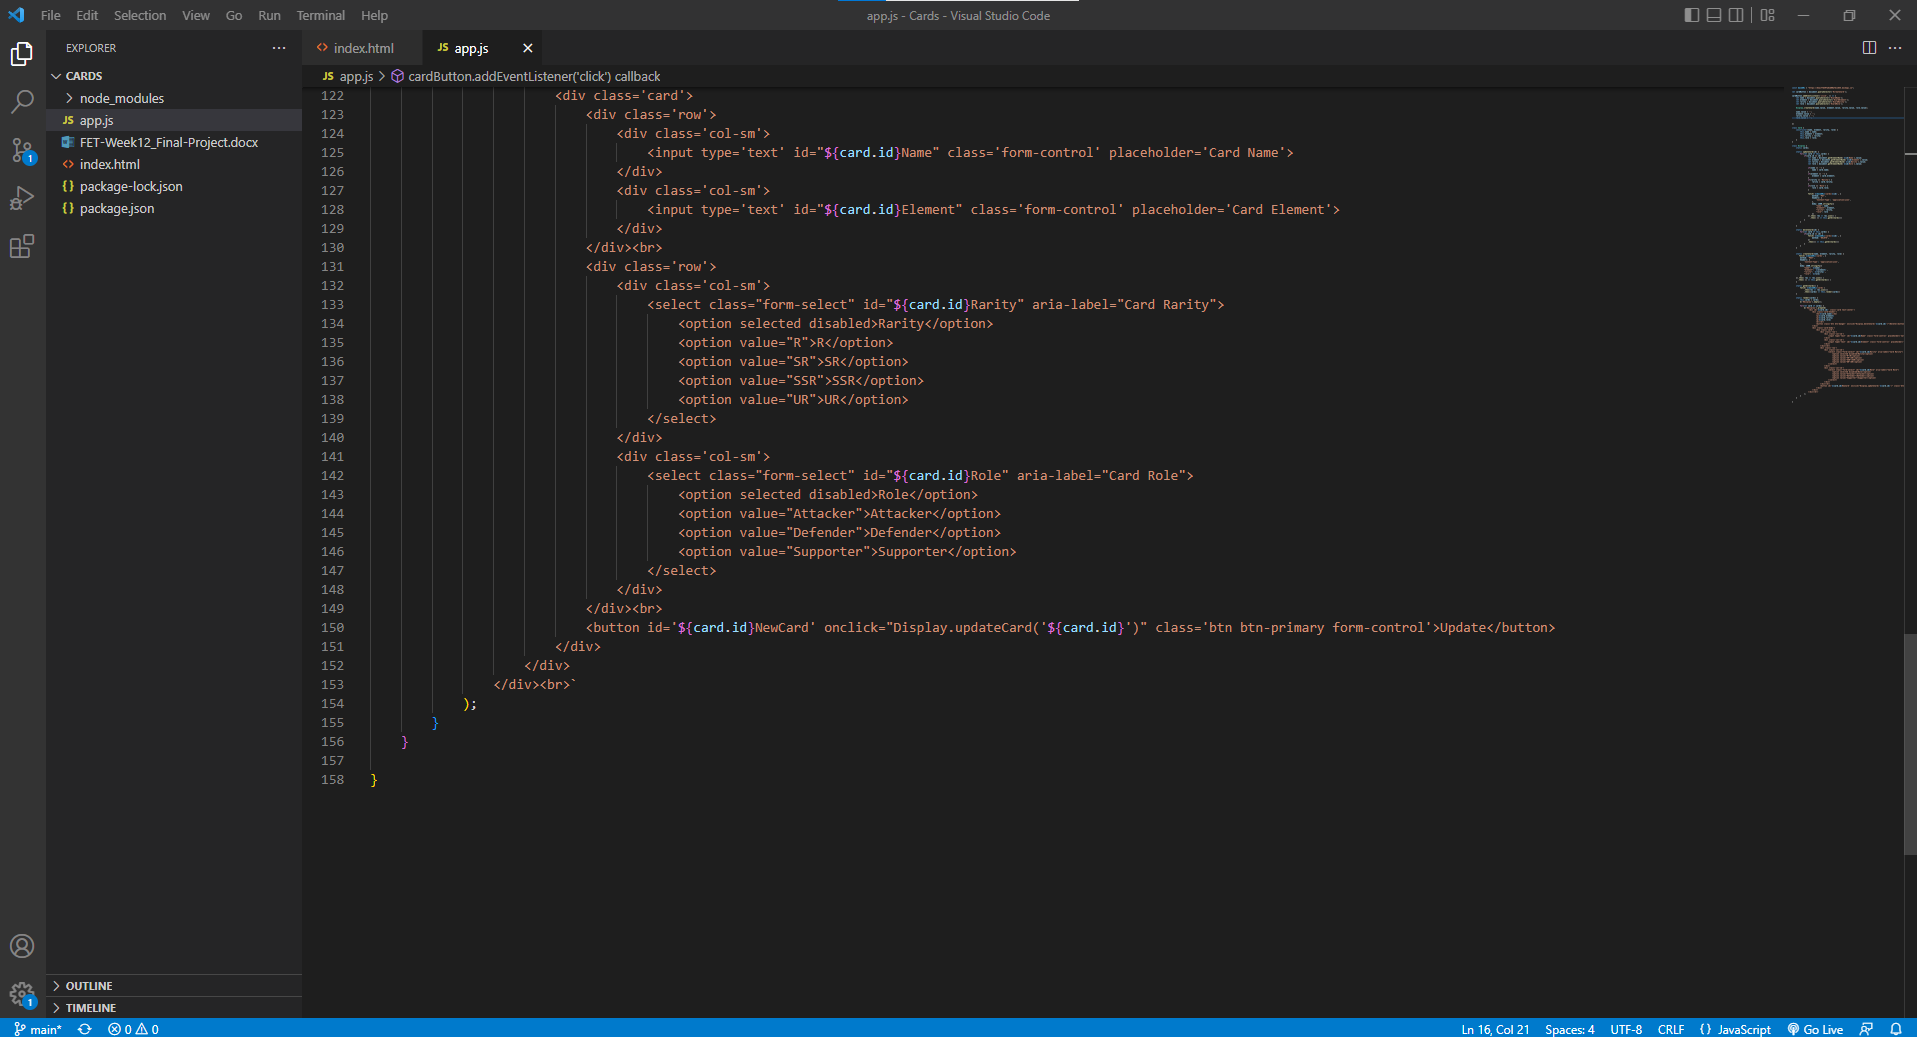 File Edit Selection View Go Run Terminal Help
app.js - Cards - Visual Studio Code
EXPLORER
CARDS
node_modules
JS app.js
FET-Week12_Final-Project.docx
<> index.html
{} package-lock.json
{} package.json
OUTLINE
TIMELINE
1
1
<> index.html
JS app.js
JS app.js > cardButton.addEventListener('click') callback
122 <div class='card'>
123 <div class='row'>
124 <div class='col-sm'>
125 <input type='text' id="${card.id}Name" class='form-control' placeholder='Card Name'>
126 </div>
127 <div class='col-sm'>
128 <input type='text' id="${card.id}Element" class='form-control' placeholder='Card Element'>
129 </div>
130 </div><br>
131 <div class='row'>
132 <div class='col-sm'>
133 <select class="form-select" id="${card.id}Rarity" aria-label="Card Rarity">
134 <option selected disabled>Rarity</option>
135 <option value="R">R</option>
136 <option value="SR">SR</option>
137 <option value="SSR">SSR</option>
138 <option value="UR">UR</option>
139 </select>
140 </div>
141 <div class='col-sm'>
142 <select class="form-select" id="${card.id}Role" aria-label="Card Role">
143 <option selected disabled>Role</option>
144 <option value="Attacker">Attacker</option>
145 <option value="Defender">Defender</option>
146 <option value="Supporter">Supporter</option>
147 </select>
148 </div>
149 </div><br>
150 <button id='${card.id}NewCard' onclick="Display.updateCard('${card.id}')" class='btn btn-primary form-control'>Update</button>
151 </div>
152 </div>
153 </div><br>`
154 );
155 }
156 }
157
158 }
main* 0 0
Ln 16, Col 21 Spaces: 4 UTF-8 CRLF {} JavaScript Go Live